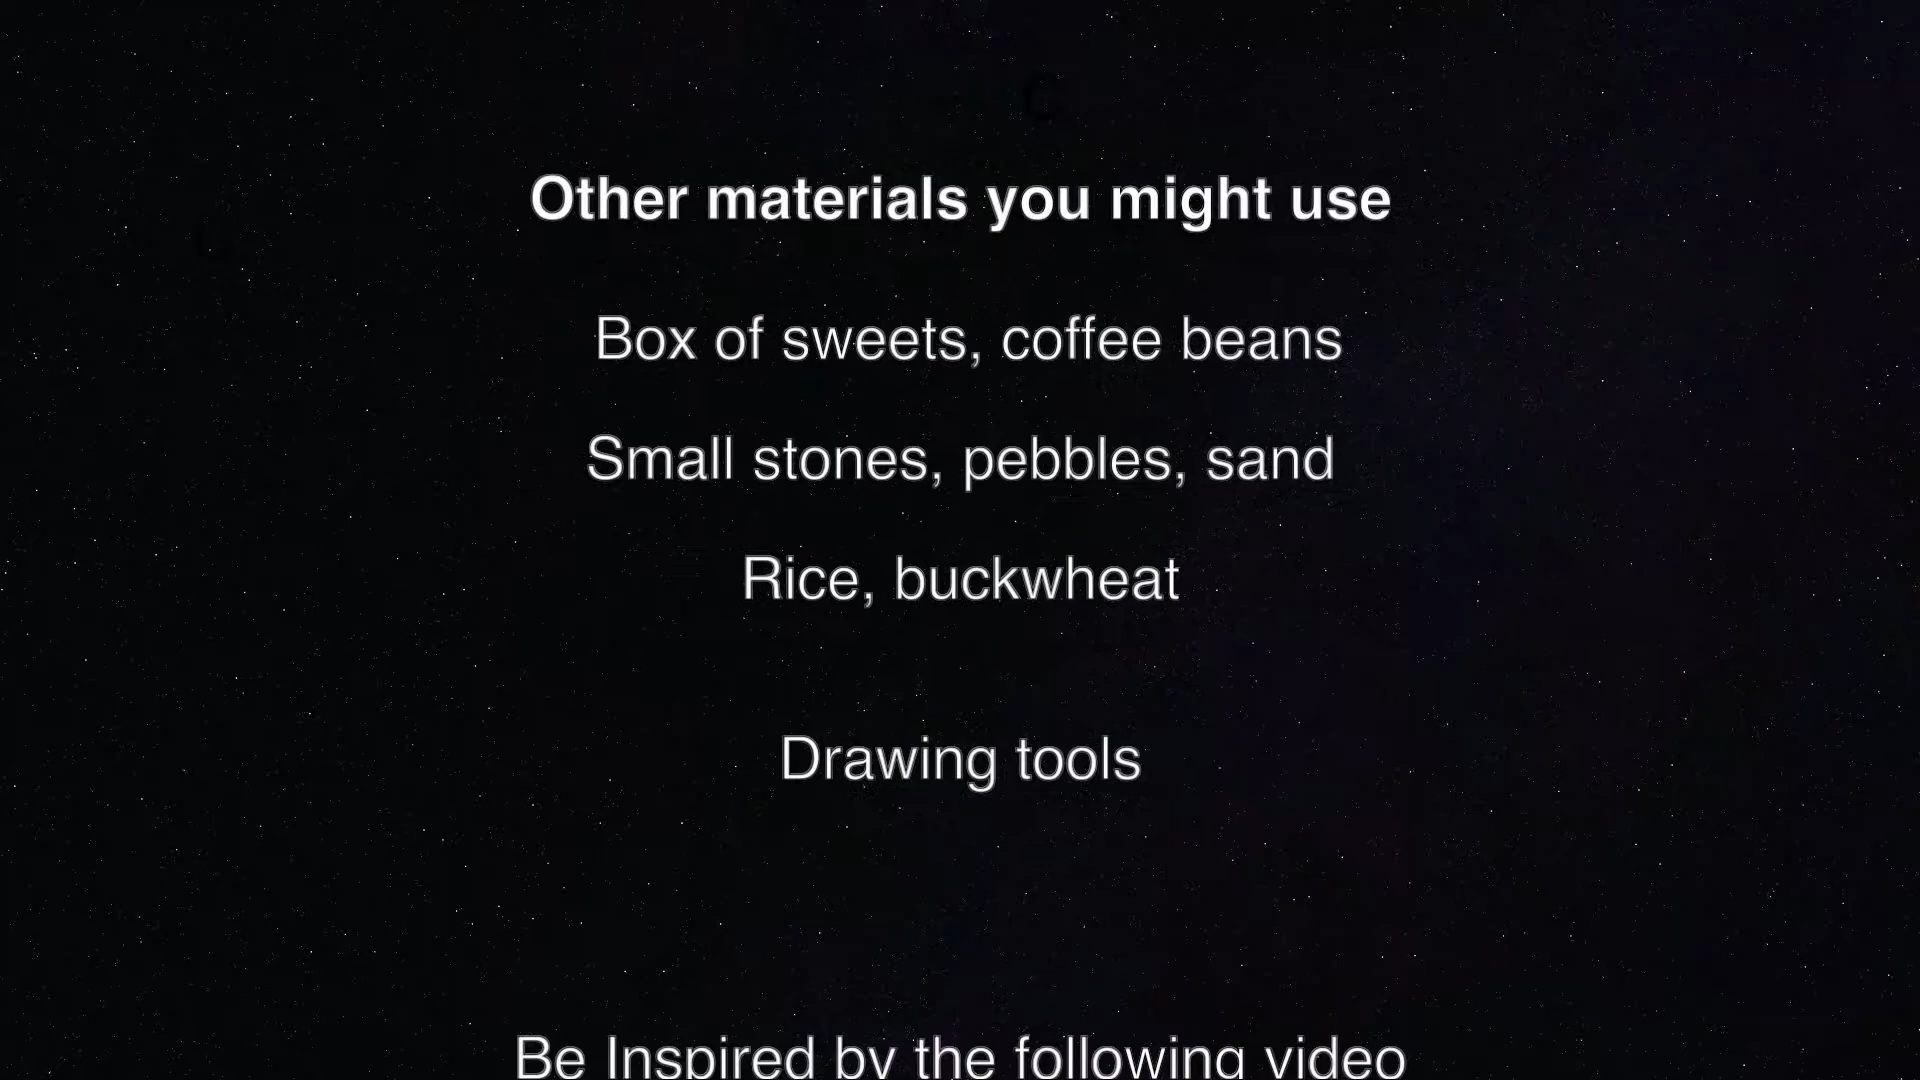 Other materials you might use
Box of sweets, coffee beans
Small stones, pebbles, sand
Rice, buckwheat
Drawing tools
Be Inspired by the following video